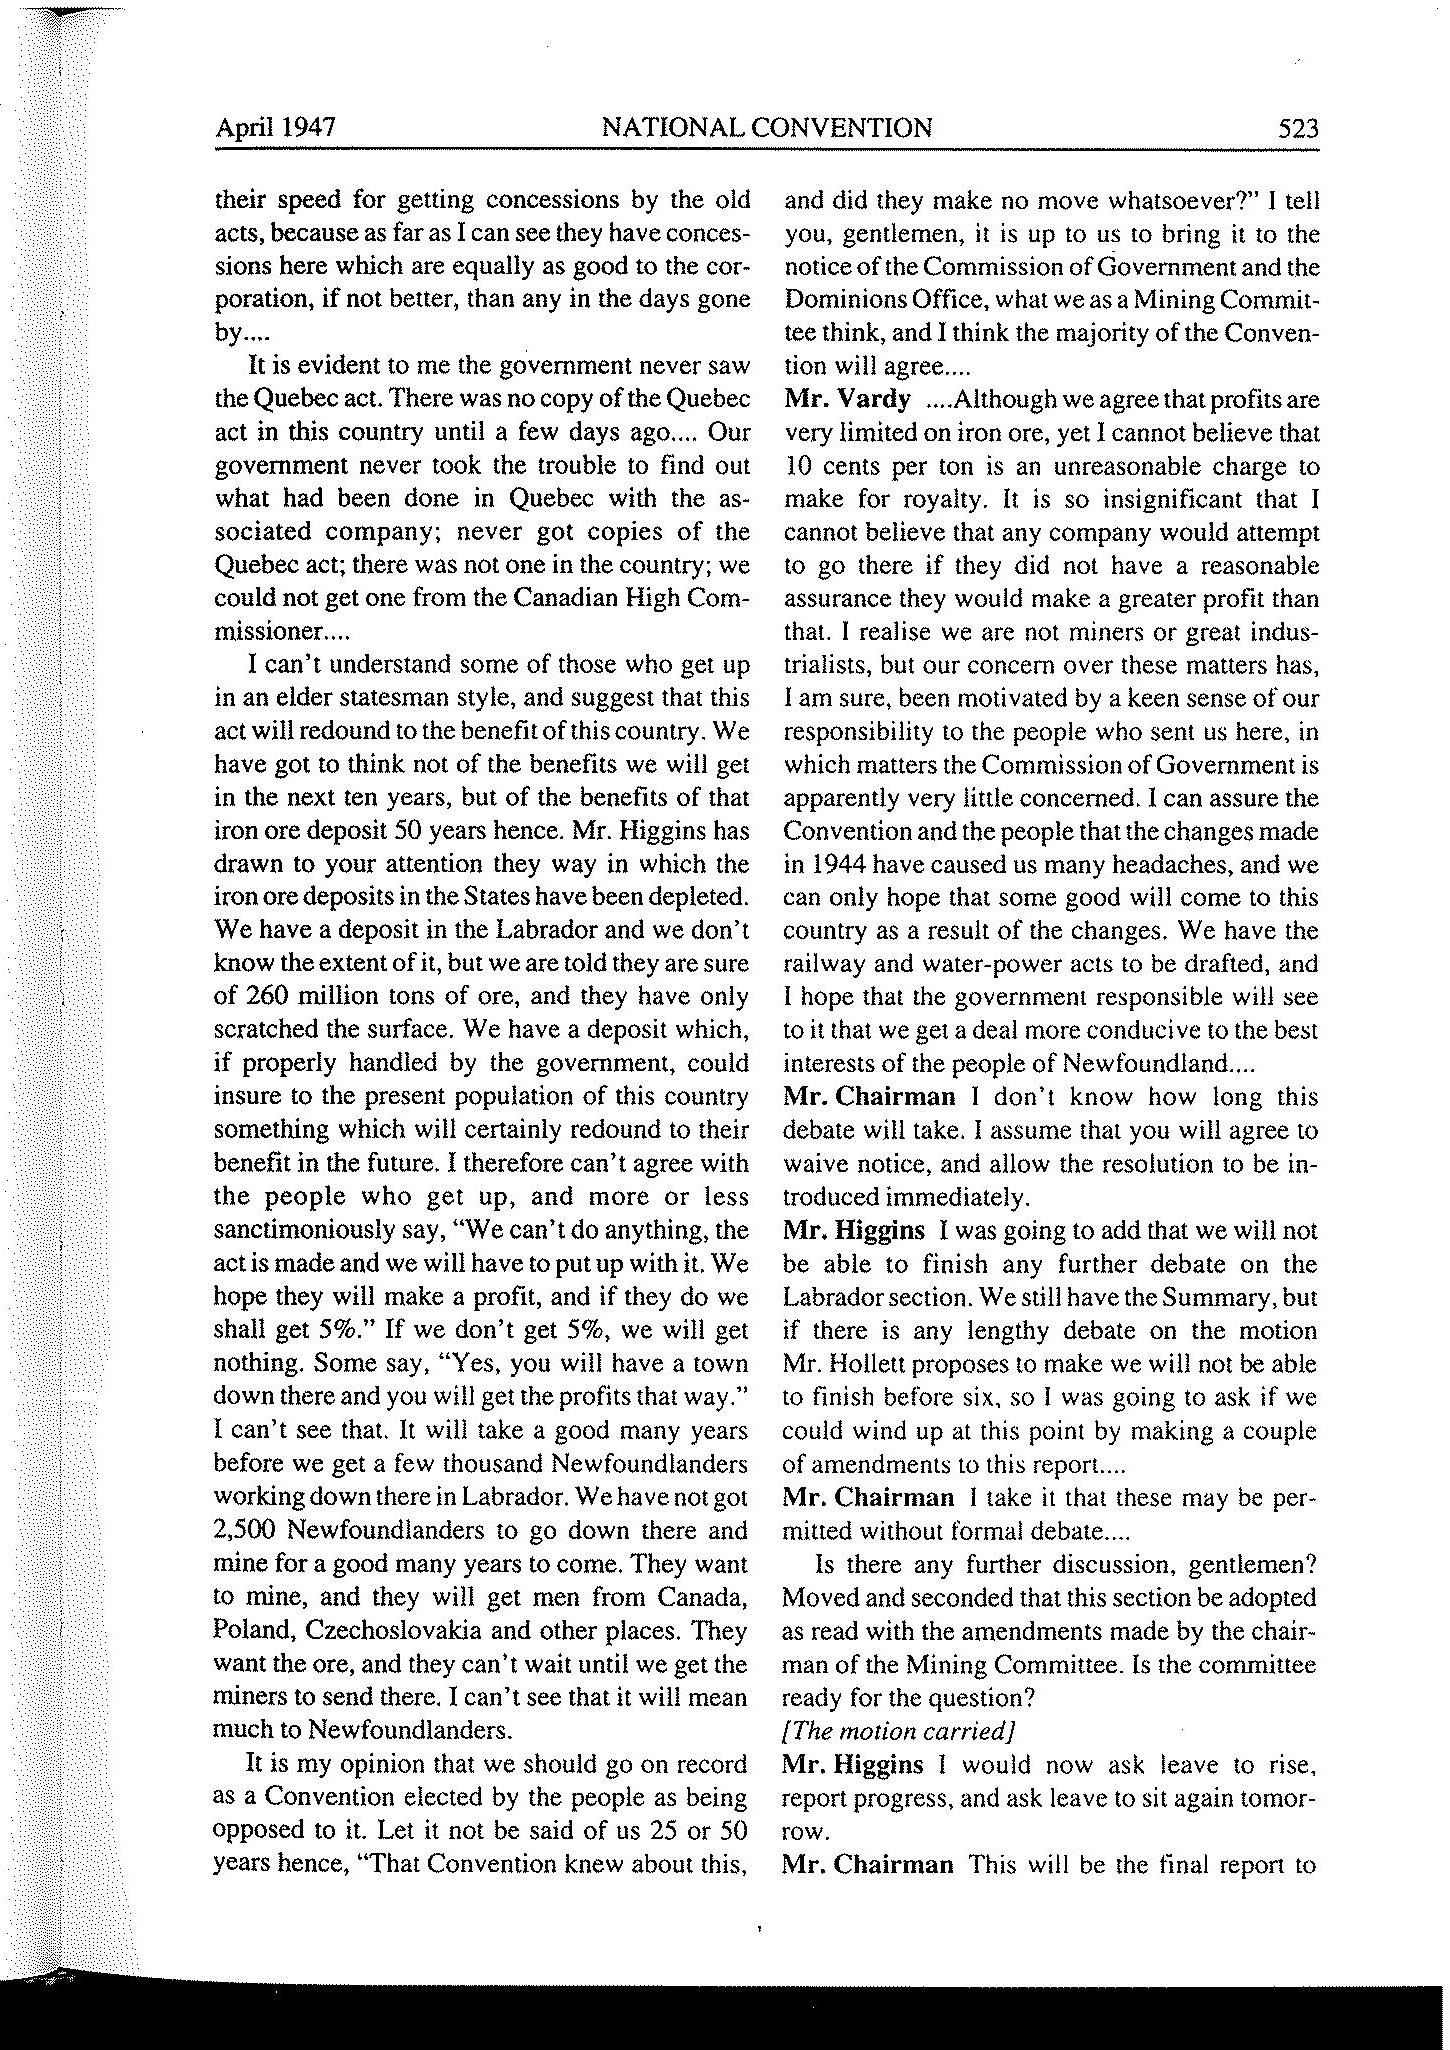 April 1947 NATIONAL CONVENTION 523
their speed for getting concessions by the old
acts, because as far as I can see they have conces-
sions here which are equally as good to the cor-
poration, if not better, than any in the days gone
by....
It is evident to me the government never saw
the Quebec act. There was no copy of the Quebec
act in this country until a few days ago.... Our
government never took the trouble to find out
what had been done in Quebec with the as-
sociated company; never got copies of the
Quebec act; there was not one in the country; we
could not get one from the Canadian High Com-
missioner....
I can't understand some of those who get up
in an elder statesman style, and suggest that this
act will redound to the benefit of this country. We
have got to think not of the benefits we will get
in the next ten years, but of the benefits of that
iron ore deposit 50 years hence. Mr. Higgins has
drawn to your attention they way in which the
iron ore deposits in the States have been depleted.
We have a deposit in the Labrador and we don't
know the extent of it, but we are told they are sure
of 260 million tons of ore, and they have only
scratched the surface. We have a deposit which,
if properly handled by the government, could
insure to the present population of this country
something which will certainly redound to their
benefit in the future. I therefore can't agree with
the people who get up, and more or less
sanctimoniously say, "We can't do anything, the
act is made and we will have to put up with it. We
hope they will make a profit, and if they do we
shall get 5%." If we don't get 5%, we will get
nothing. Some say, "Yes, you will have a town
down there and you will get the profits that way."
I can't see that. It will take a good many years
before we get a few thousand Newfoundlanders
working down there in Labrador. We have not got
2,500 Newfoundlanders to go down there and
mine for a good many years to come. They want
to mine, and they will get men from Canada,
Poland, Czechoslovakia and other places. They
want the ore, and they can't wait until we get the
miners to send there. I can't see that it will mean
much to Newfoundlanders.
It is my opinion that we should go on record
as a Convention elected by the people as being
opposed to it. Let it not be said of us 25 or 50
years hence, "That Convention knew about this,
and did they make no move whatsoever?" I tell
you, gentlemen, it is up to us to bring it to the
notice of the Commission of Government and the
Dominions Office, what we as a Mining Commit-
tee think, and I think the majority of the Conven-
tion will agree....
Mr. Vardy ....Although we agree that profits are
very limited on iron ore, yet I cannot believe that
10 cents per ton is an unreasonable charge to
make for royalty. It is so insignificant that I
cannot believe that any company would attempt
to go there if they did not have a reasonable
assurance they would make a greater profit than
that. I realise we are not miners or great indus-
trialists, but our concern over these matters has,
I am sure, been motivated by a keen sense of our
responsibility to the people who sent us here, in
which matters the Commission of Government is
apparently very little concerned. I can assure the
Convention and the people that the changes made
in 1944 have caused us many headaches, and we
can only hope that some good will come to this
country as a result of the changes. We have the
railway and water-power acts to be drafted, and
I hope that the government responsible will see
to it that we get a deal more conducive to the best
interests of the people of Newfoundland....
Mr. Chairman I don't know how long this
debate will take. I assume that you will agree to
waive notice, and allow the resolution to be in-
troduced immediately.
Mr. Higgins I was going to add that we will not
be able to finish any further debate on the
Labrador section. We still have the Summary, but
if there is any lengthy debate on the motion
Mr. Hollett proposes to make we will not be able
to finish before six, so I was going to ask if we
could wind up at this point by making a couple
of amendments to this report....
Mr. Chairman I take it that these may be per-
mitted without formal debate....
Is there any further discussion, gentlemen?
Moved and seconded that this section be adopted
as read with the amendments made by the chair-
man of the Mining Committee. Is the committee
ready for the question?
[The motion carried]
Mr. Higgins I would now ask leave to rise,
report progress, and ask leave to sit again tomor-
row.
Mr. Chairman This will be the final report to